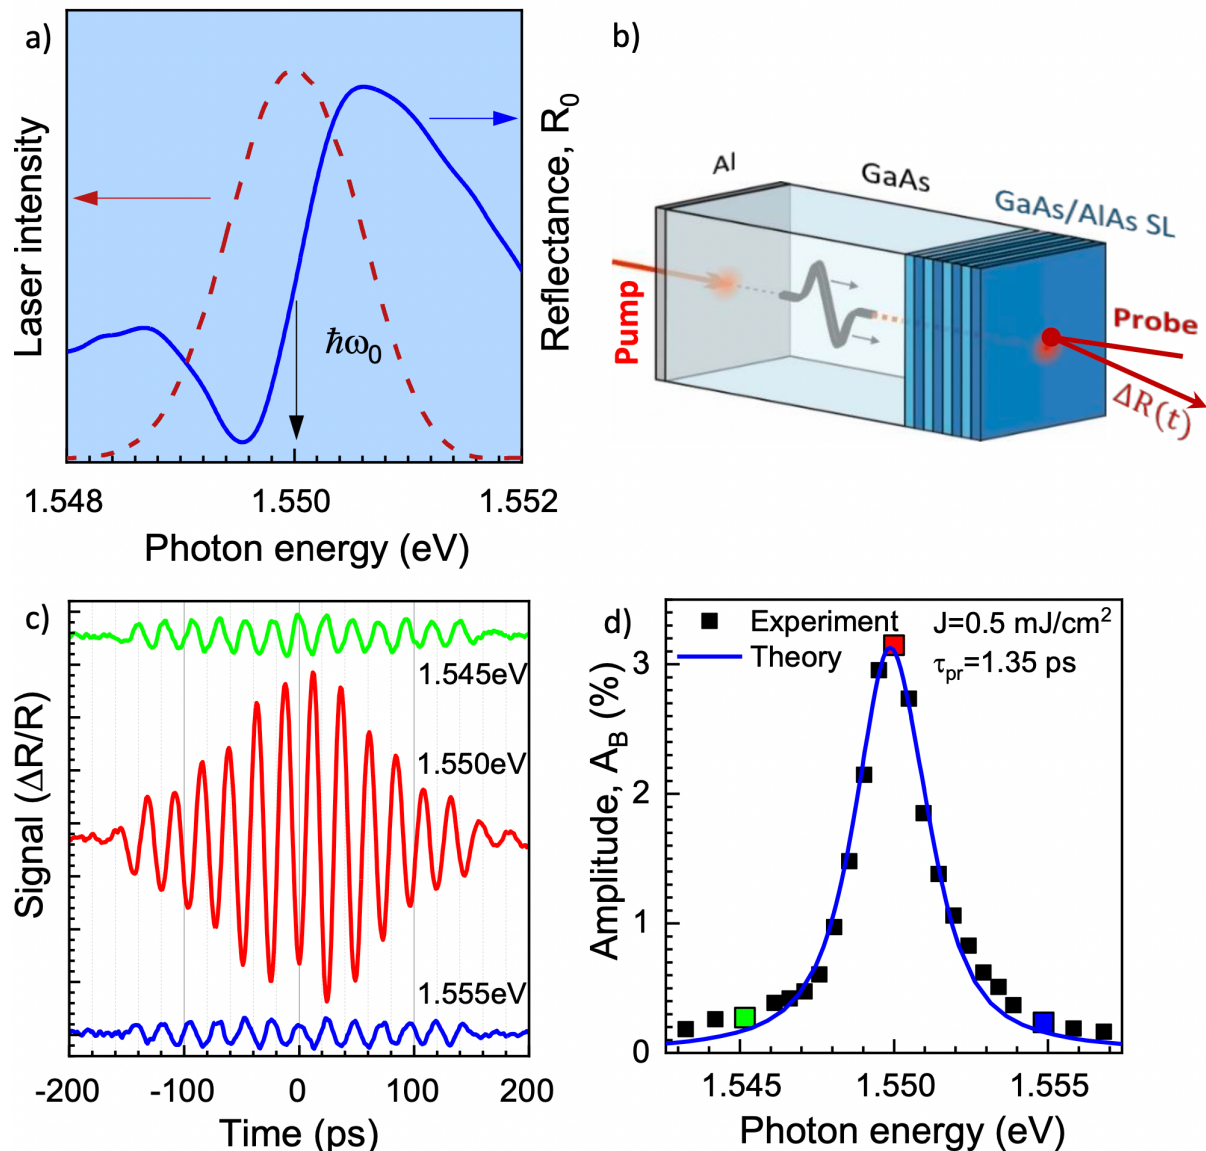 a)
Laser intensity
Reflectance, R₀
ħω₀
1.548
1.550
1.552
Photon energy (eV)
b)
Al
GaAs
GaAs/AlAs SL
Pump
Probe
ΔR(t)
c)
Signal (ΔR/R)
1.545eV
1.550eV
1.555eV
-200
-100
0
100
200
Time (ps)
d)
Experiment
Theory
J=0.5 mJ/cm²
τpr=1.35 ps
Amplitude, A_B (%)
3
2
1
0
1.545
1.550
1.555
Photon energy (eV)